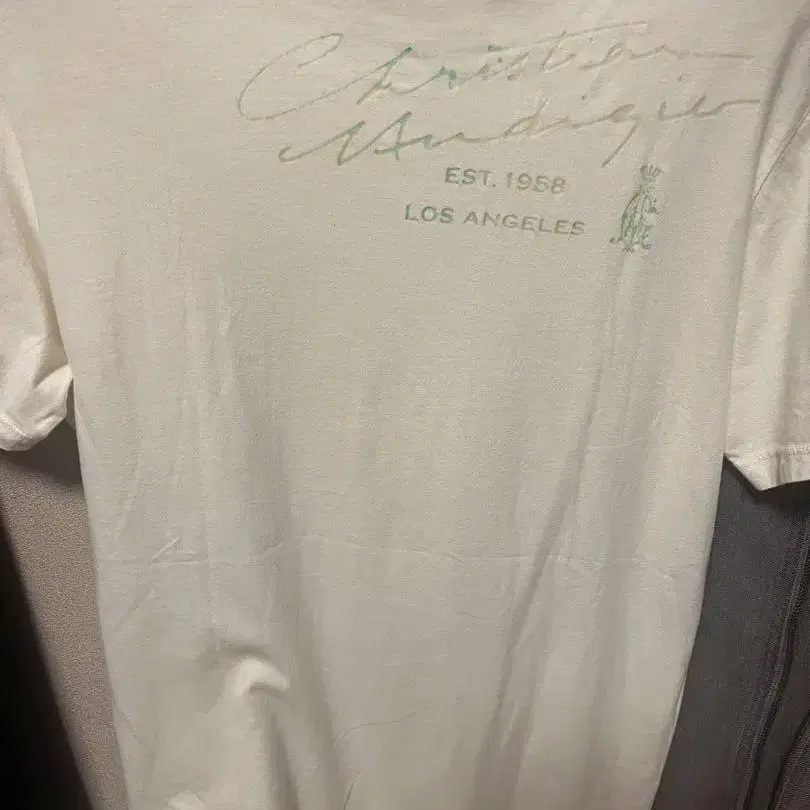 Christian
Audigier
EST. 1958
LOS ANGELES